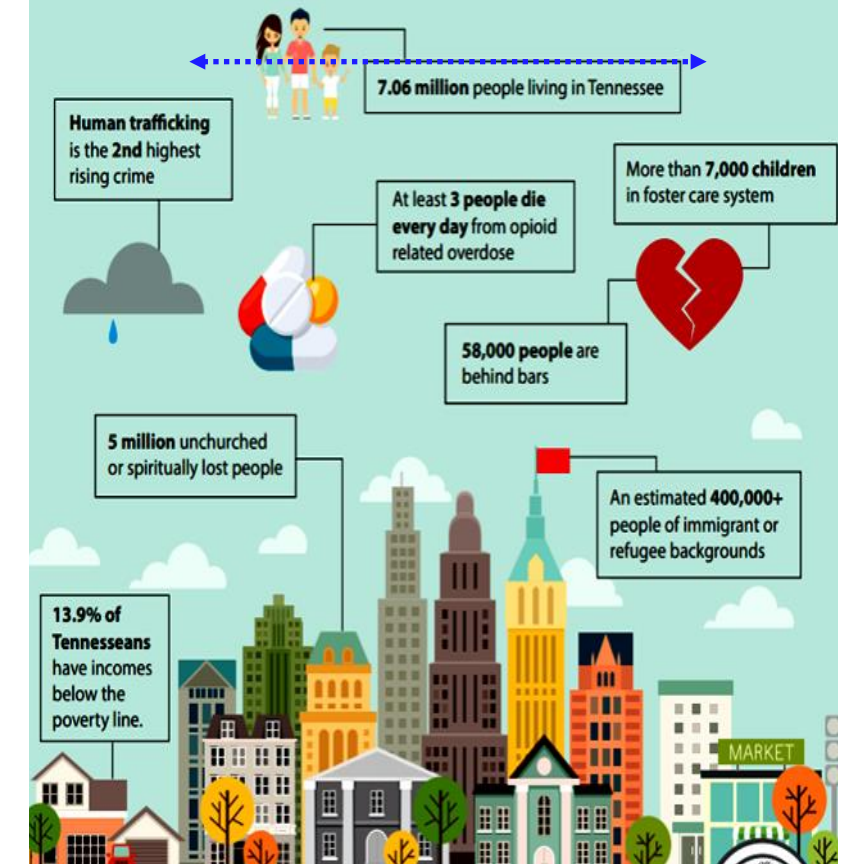 7.06 million people living in Tennessee
Human trafficking
is the 2nd highest
rising crime
More than 7,000 children
in foster care system
At least 3 people die
every day from opioid
related overdose
58,000 people are
behind bars
5 million unchurched
or spiritually lost people
An estimated 400,000+
people of immigrant or
refugee backgrounds
13.9% of
Tennesseans
have incomes
below the
poverty line.
MARKET